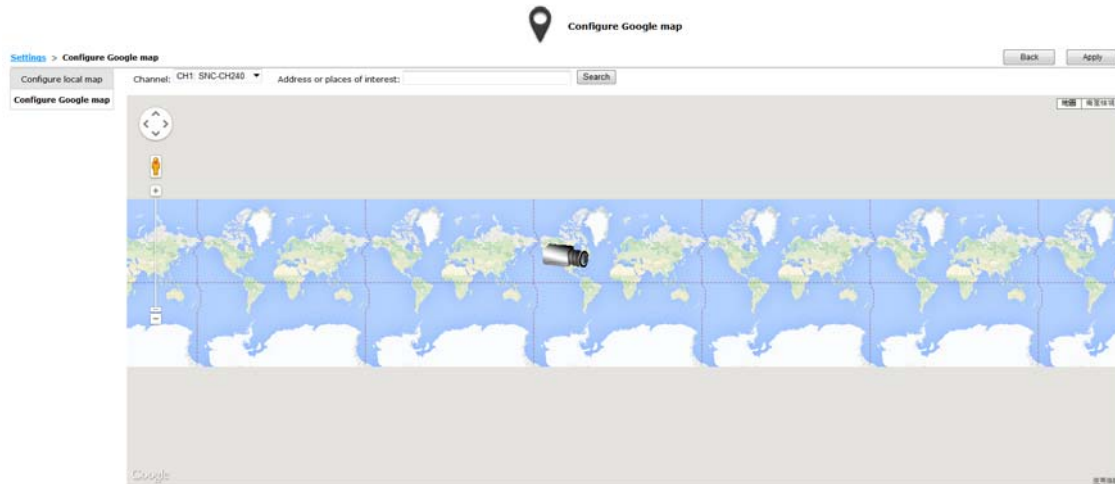 Configure Google map
Settings > Configure Google map
Back
Apply
Configure local map
Configure Google map
Channel: CH1 SNC-CH240
Address or places of interest:
Search
地圖
Google